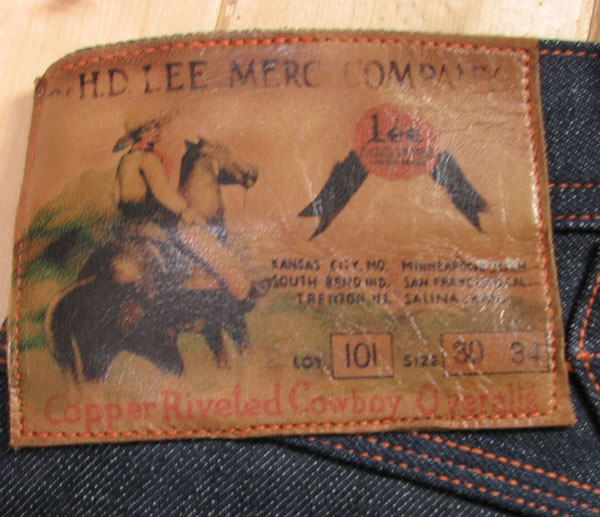 THE H.D. LEE MERC COMPANY
Lee
KANSAS CITY, MO. MINNEAPOLIS MINN
SOUTH BEND IND. SAN FRANCISCO CAL.
TRENTON N.J. SALINA, KAN.
LOT 101 SIZE 30 34
Copper Riveted Cowboy Overalls